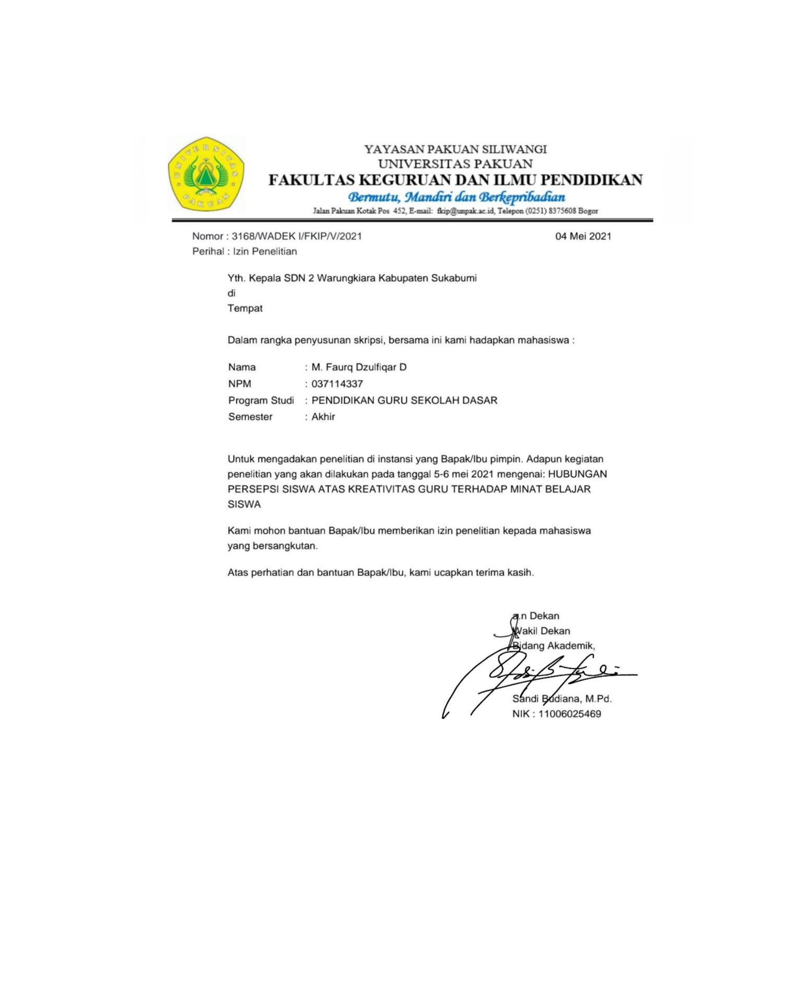 UNIVERSITAS
PAKUAN
YAYASAN PAKUAN SILIWANGI
UNIVERSITAS PAKUAN
FAKULTAS KEGURUAN DAN ILMU PENDIDIKAN
Bermutu, Mandiri dan Berkepribadian
Jalan Pakuan Kotak Pos 452, E-mail: fkip@unpak.ac.id, Telepon (0251) 8375608 Bogor
Nomor : 3168/WADEK I/FKIP/V/2021 04 Mei 2021
Perihal : Izin Penelitian
Yth. Kepala SDN 2 Warungkiara Kabupaten Sukabumi
di
Tempat
Dalam rangka penyusunan skripsi, bersama ini kami hadapkan mahasiswa :
Nama : M. Faurq Dzulfiqar D
NPM : 037114337
Program Studi : PENDIDIKAN GURU SEKOLAH DASAR
Semester : Akhir
Untuk mengadakan penelitian di instansi yang Bapak/Ibu pimpin. Adapun kegiatan
penelitian yang akan dilakukan pada tanggal 5-6 mei 2021 mengenai: HUBUNGAN
PERSEPSI SISWA ATAS KREATIVITAS GURU TERHADAP MINAT BELAJAR
SISWA
Kami mohon bantuan Bapak/Ibu memberikan izin penelitian kepada mahasiswa
yang bersangkutan.
Atas perhatian dan bantuan Bapak/Ibu, kami ucapkan terima kasih.
a.n Dekan
Wakil Dekan
Bidang Akademik,
Sandi Budiana, M.Pd.
NIK : 11006025469